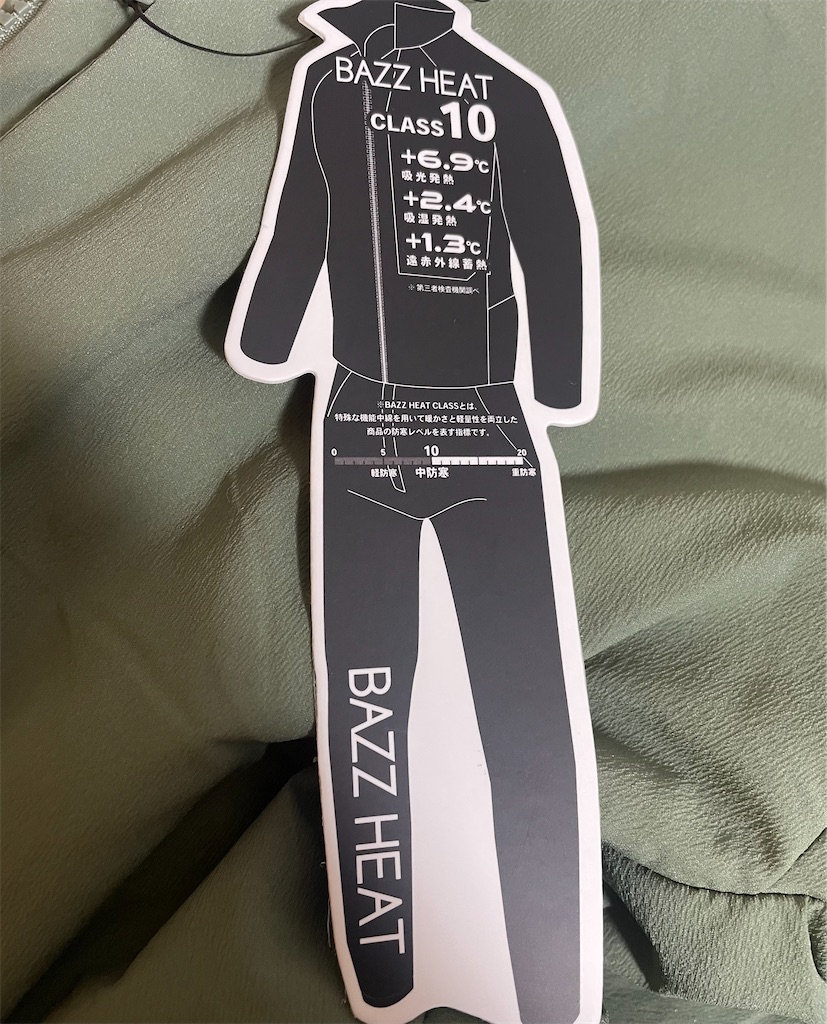 BAZZ HEAT
CLASS10
+6.9℃
吸光発熱
+2.4℃
吸湿発熱
+1.3℃
遠赤外線蓄熱
※ 第三者検査機関調べ
※BAZZ HEAT CLASSとは、
特殊な機能中綿を用いて暖かさと軽量性を両立した
商品の防寒レベルを表す指標です。
0 5 10 20
軽防寒 中防寒 重防寒
BAZZ HEAT